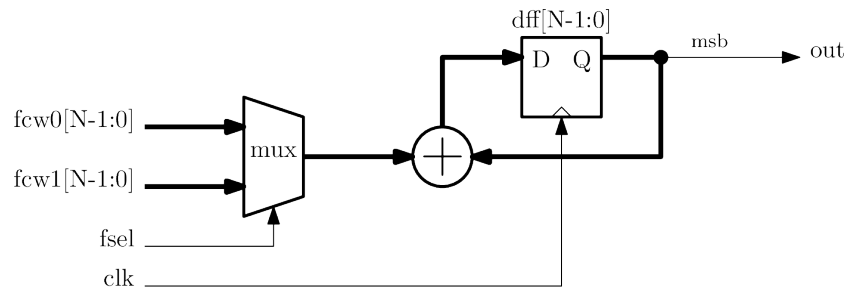 dff[N-1:0]
D Q
msb
out
fcw0[N-1:0]
mux
fcw1[N-1:0]
fsel
clk